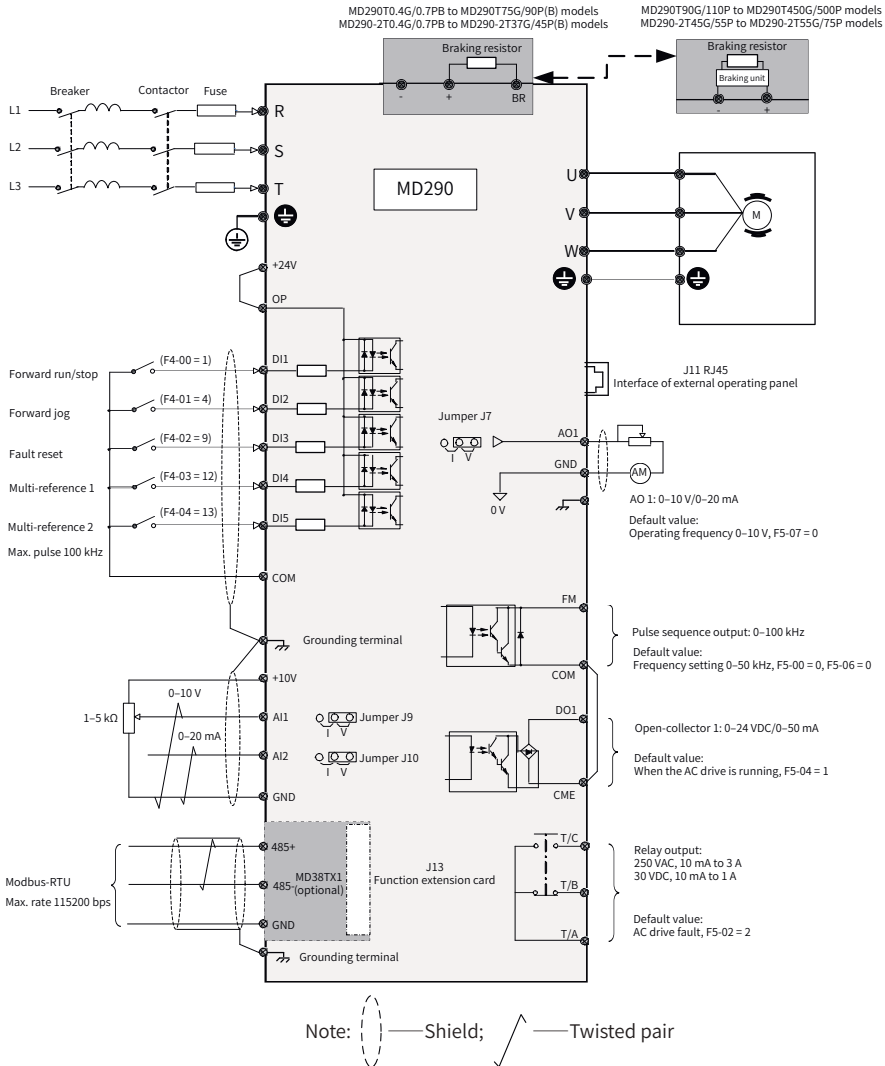 MD290T0.4G/0.7PB to MD290T75G/90P(B) models
MD290-2T0.4G/0.7PB to MD290-2T37G/45P(B) models
MD290T90G/110P to MD290T450G/500P models
MD290-2T45G/55P to MD290-2T55G/75P models
Braking resistor
- + BR
Braking resistor
Braking unit
- +
Breaker Contactor Fuse
L1 R
L2 S
L3 T
MD290
U
V
W
M
+24V
OP
Forward run/stop (F4-00 = 1) DI1
Forward jog (F4-01 = 4) DI2
Fault reset (F4-02 = 9) DI3
Multi-reference 1 (F4-03 = 12) DI4
Multi-reference 2 (F4-04 = 13) DI5
Max. pulse 100 kHz
COM
J11 RJ45
Interface of external operating panel
Jumper J7
I V
AO1
GND
0 V
AM
AO 1: 0–10 V/0–20 mA
Default value:
Operating frequency 0–10 V, F5-07 = 0
Grounding terminal
FM
COM
Pulse sequence output: 0–100 kHz
Default value:
Frequency setting 0–50 kHz, F5-00 = 0, F5-06 = 0
+10V
0–10 V
1–5 kΩ
AI1
0–20 mA
AI2
GND
Jumper J9
I V
Jumper J10
I V
DO1
CME
Open-collector 1: 0–24 VDC/0–50 mA
Default value:
When the AC drive is running, F5-04 = 1
Modbus-RTU
Max. rate 115200 bps
485+
485-
GND
MD38TX1
(optional)
J13
Function extension card
Grounding terminal
T/C
T/B
T/A
Relay output:
250 VAC, 10 mA to 3 A
30 VDC, 10 mA to 1 A
Default value:
AC drive fault, F5-02 = 2
Note: Shield; Twisted pair